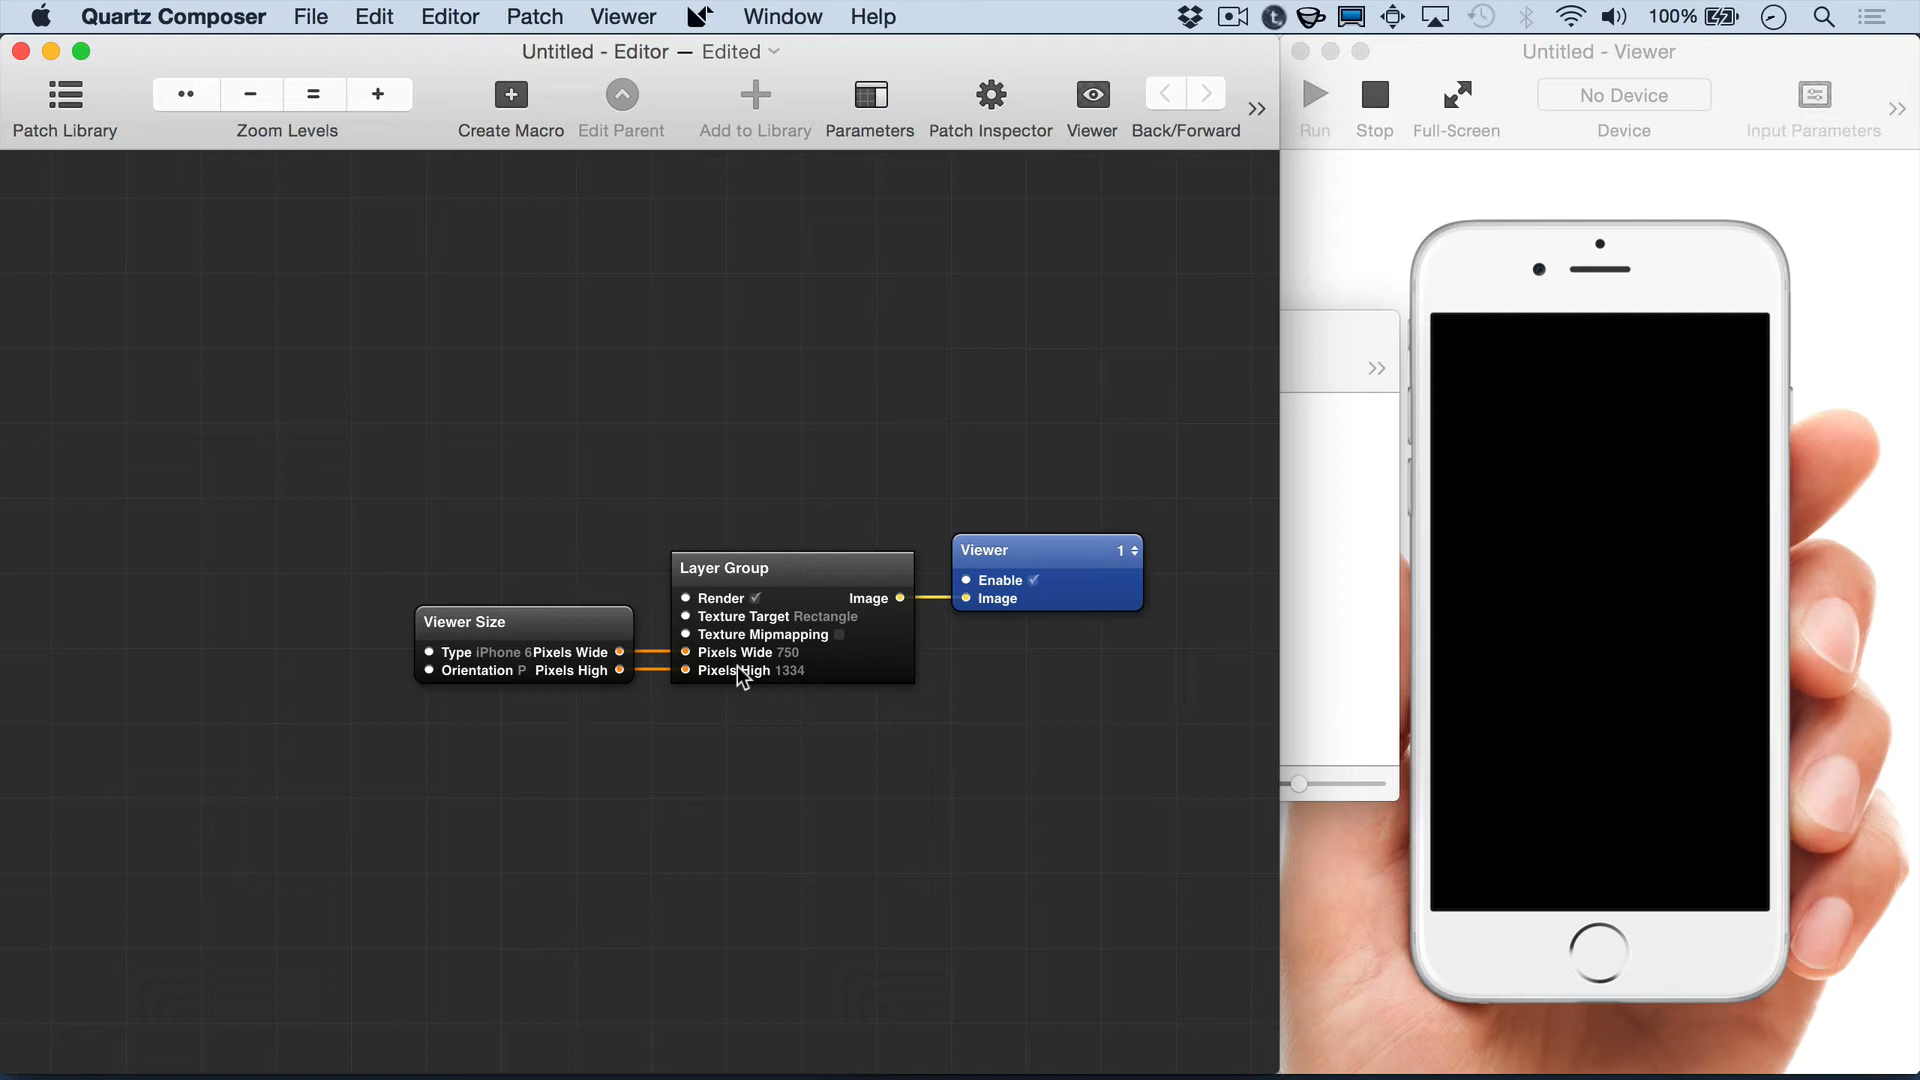 Quartz Composer File Edit Editor Patch Viewer Window Help 100%
Untitled - Editor — Edited
Untitled - Viewer
Patch Library Zoom Levels Create Macro Edit Parent Add to Library Parameters Patch Inspector Viewer Back/Forward
No Device
Run Stop Full-Screen Device Input Parameters
Viewer 1
Enable
Image
Layer Group
Render Image
Texture Target Rectangle
Texture Mipmapping
Pixels Wide 750
Pixels High 1334
Viewer Size
Type iPhone 6 Pixels Wide
Orientation P Pixels High